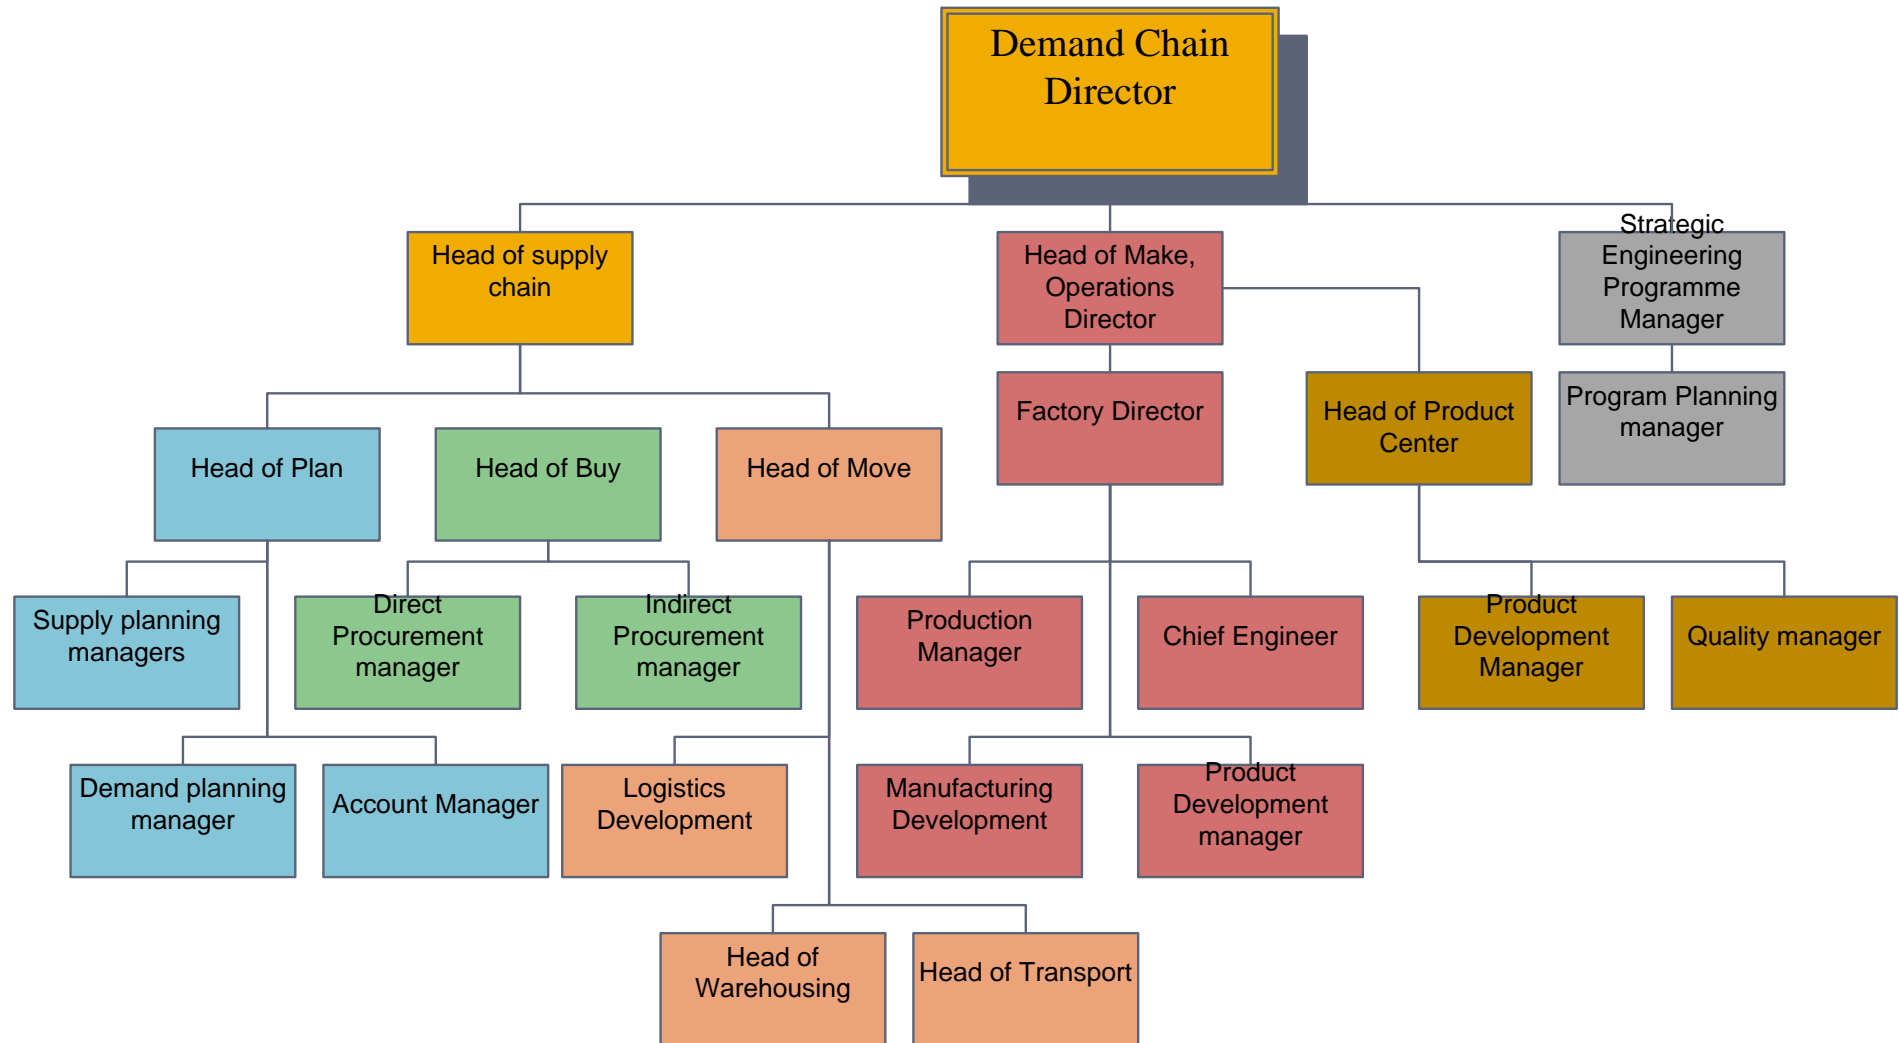 Demand Chain
Director
Head of supply
chain
Head of Make,
Operations
Director
Strategic
Engineering
Programme
Manager
Factory Director
Head of Product
Center
Program Planning
manager
Head of Plan
Head of Buy
Head of Move
Supply planning
managers
Direct
Procurement
manager
Indirect
Procurement
manager
Production
Manager
Chief Engineer
Product
Development
Manager
Quality manager
Demand planning
manager
Account Manager
Logistics
Development
Manufacturing
Development
Product
Development
manager
Head of
Warehousing
Head of Transport